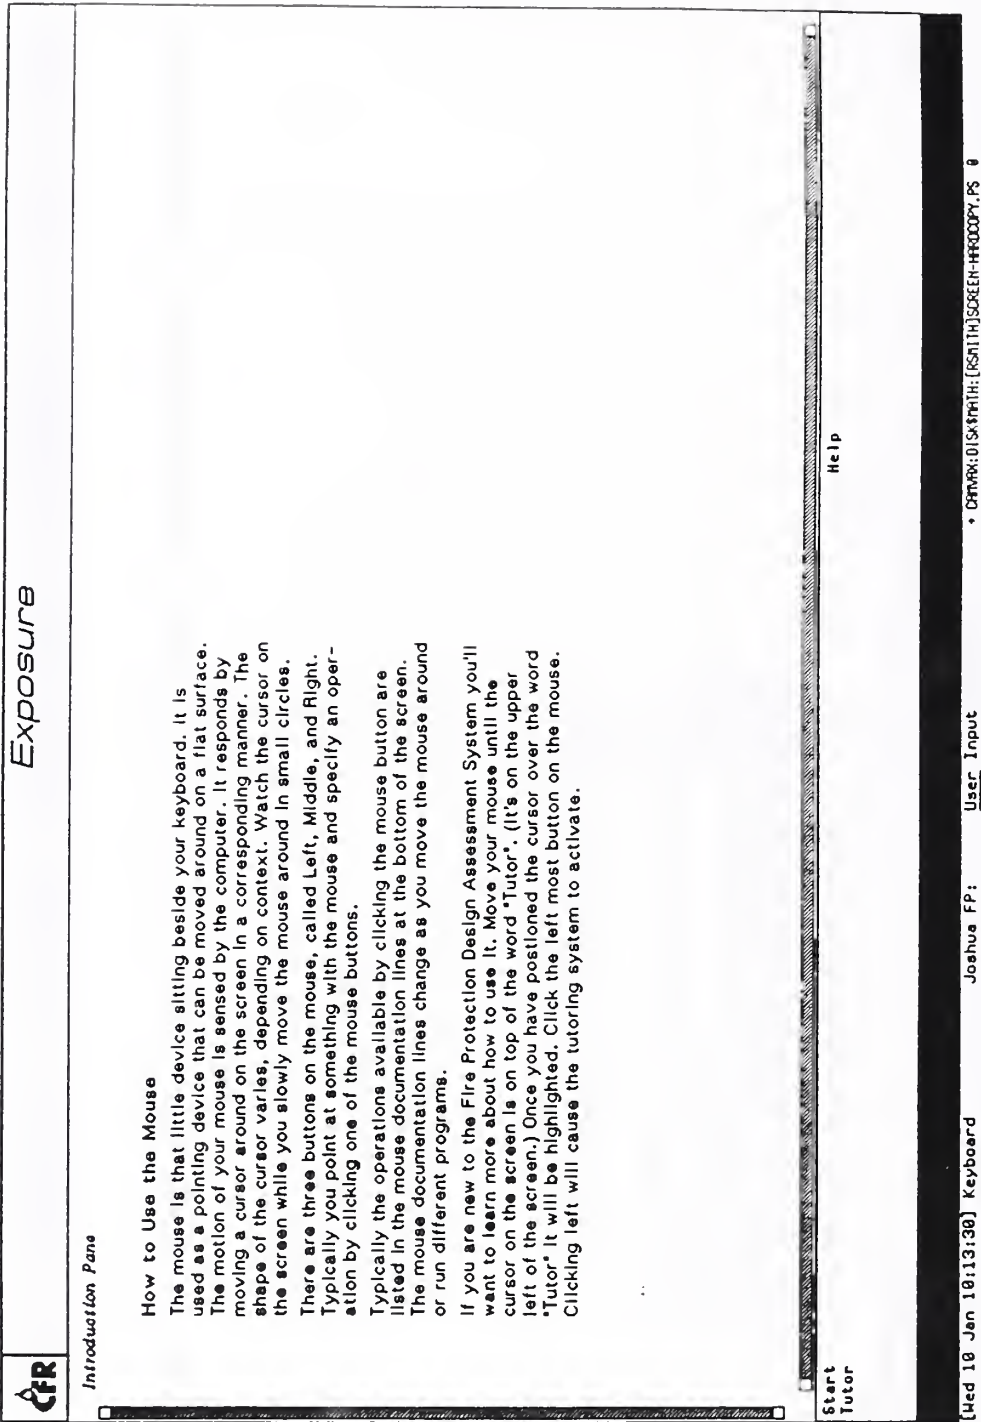 CFR
Exposure
Introduction Pane
How to Use the Mouse
The mouse is that little device sitting beside your keyboard. It is
used as a pointing device that can be moved around on a flat surface.
The motion of your mouse is sensed by the computer. It responds by
moving a cursor around on the screen in a corresponding manner. The
shape of the cursor varies, depending on context. Watch the cursor on
the screen while you slowly move the mouse around in small circles.
There are three buttons on the mouse, called Left, Middle, and Right.
Typically you point at something with the mouse and specify an oper-
ation by clicking one of the mouse buttons.
Typically the operations available by clicking the mouse button are
listed in the mouse documentation lines at the bottom of the screen.
The mouse documentation lines change as you move the mouse around
or run different programs.
If you are new to the Fire Protection Design Assessment System you'll
want to learn more about how to use it. Move your mouse until the
cursor on the screen is on top of the word "Tutor". (It's on the upper
left of the screen.) Once you have postioned the cursor over the word
"Tutor" it will be highlighted. Click the left most button on the mouse.
Clicking left will cause the tutoring system to activate.
Start Help
Tutor
[Wed 10 Jan 10:13:30] Keyboard Joshua FP: User Input + CAMVAX:DISK$MATH:[RSMITH]SCREEN-HARDCOPY.PS 0